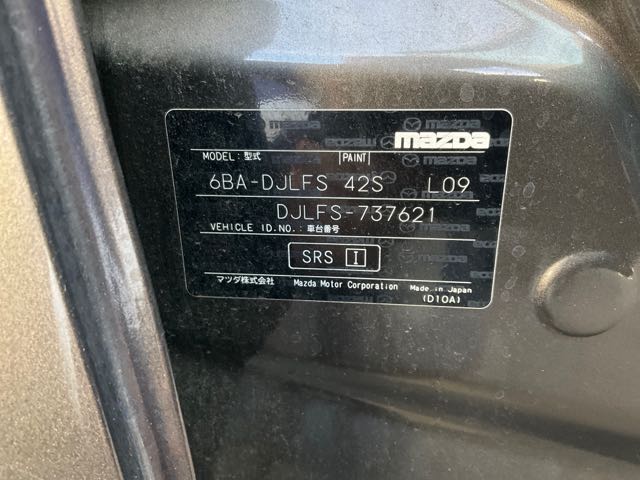 mazda
MODEL: 型式 PAINT
6BA-DJLFS 42S L09
DJLFS-737621
VEHICLE ID.NO.: 車台番号
SRS I
マツダ株式会社 Mazda Motor Corporation Made in Japan
(D10A)